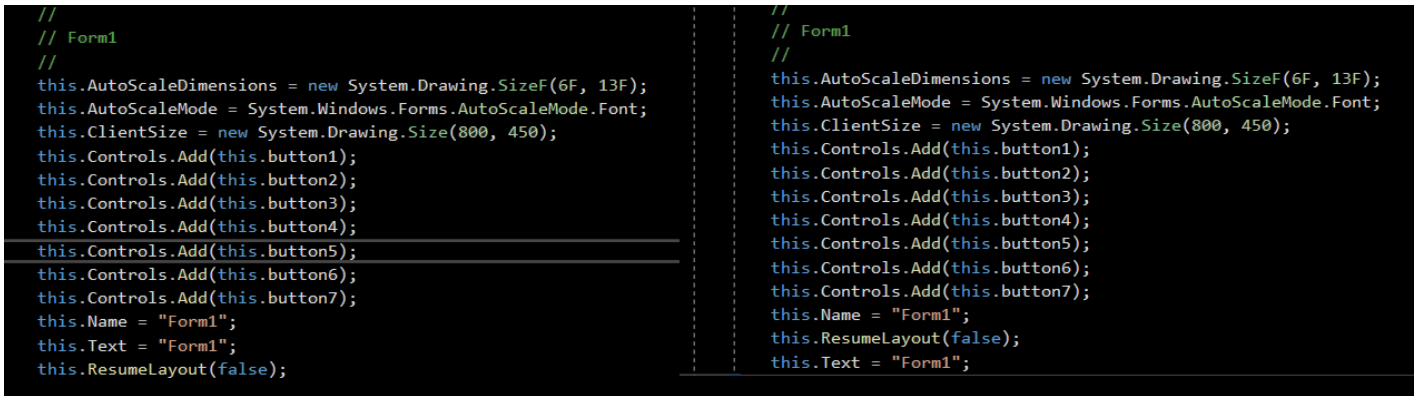 //
// Form1
//
this.AutoScaleDimensions = new System.Drawing.SizeF(6F, 13F);
this.AutoScaleMode = System.Windows.Forms.AutoScaleMode.Font;
this.ClientSize = new System.Drawing.Size(800, 450);
this.Controls.Add(this.button1);
this.Controls.Add(this.button2);
this.Controls.Add(this.button3);
this.Controls.Add(this.button4);
this.Controls.Add(this.button5);
this.Controls.Add(this.button6);
this.Controls.Add(this.button7);
this.Name = "Form1";
this.Text = "Form1";
this.ResumeLayout(false);
//
// Form1
//
this.AutoScaleDimensions = new System.Drawing.SizeF(6F, 13F);
this.AutoScaleMode = System.Windows.Forms.AutoScaleMode.Font;
this.ClientSize = new System.Drawing.Size(800, 450);
this.Controls.Add(this.button1);
this.Controls.Add(this.button2);
this.Controls.Add(this.button3);
this.Controls.Add(this.button4);
this.Controls.Add(this.button5);
this.Controls.Add(this.button6);
this.Controls.Add(this.button7);
this.Name = "Form1";
this.ResumeLayout(false);
this.Text = "Form1";